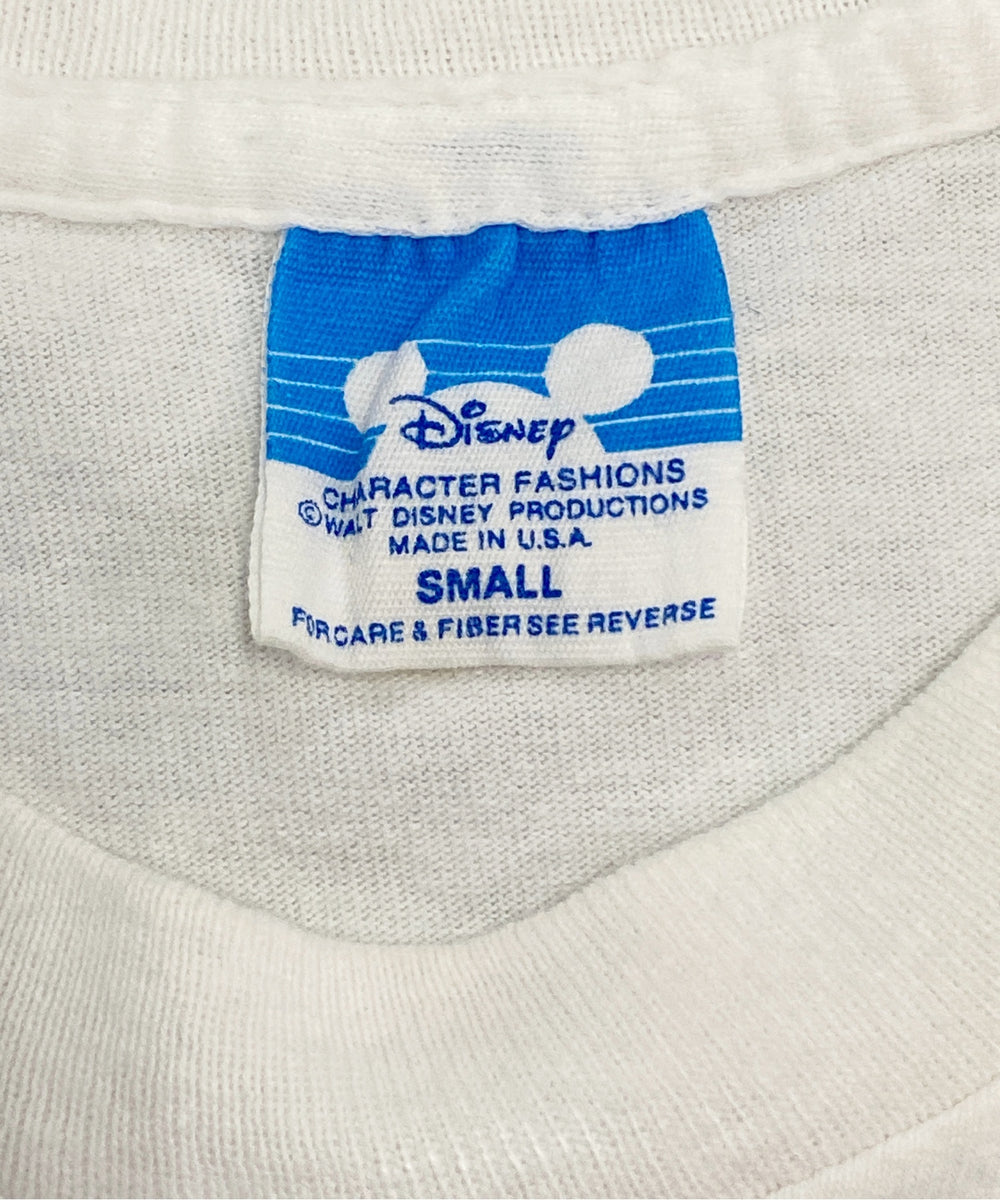 Disney
CHARACTER FASHIONS
© WALT DISNEY PRODUCTIONS
MADE IN U.S.A.
SMALL
FOR CARE & FIBER SEE REVERSE